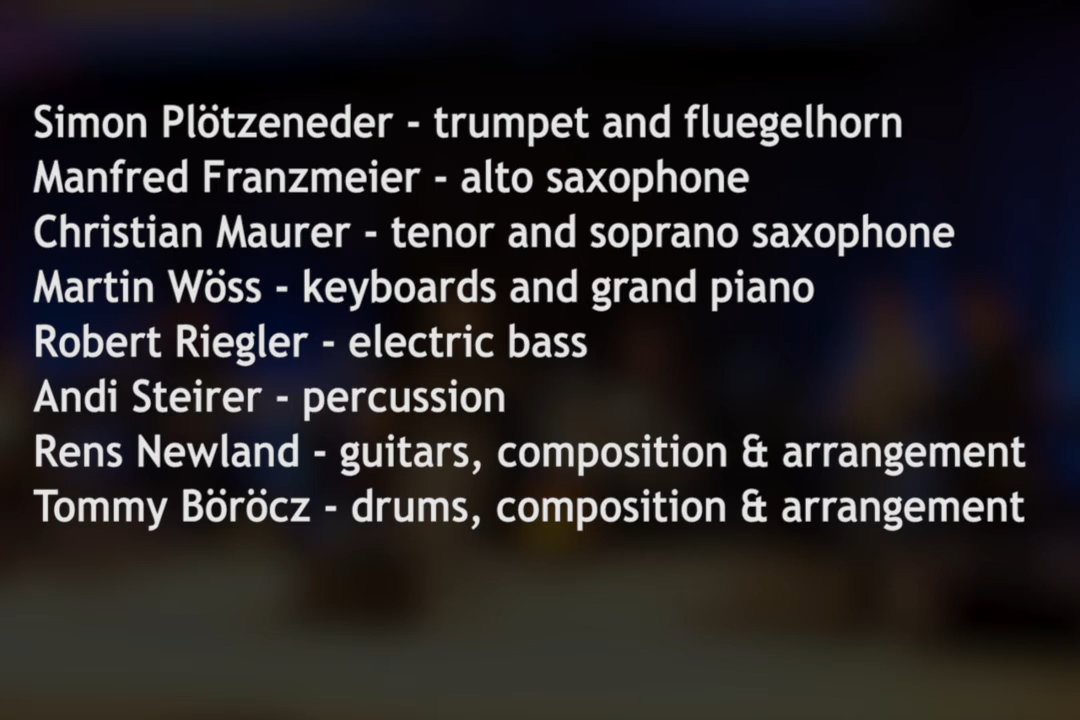 Simon Plötzeneder - trumpet and fluegelhorn
Manfred Franzmeier - alto saxophone
Christian Maurer - tenor and soprano saxophone
Martin Wöss - keyboards and grand piano
Robert Riegler - electric bass
Andi Steirer - percussion
Rens Newland - guitars, composition & arrangement
Tommy Böröcz - drums, composition & arrangement